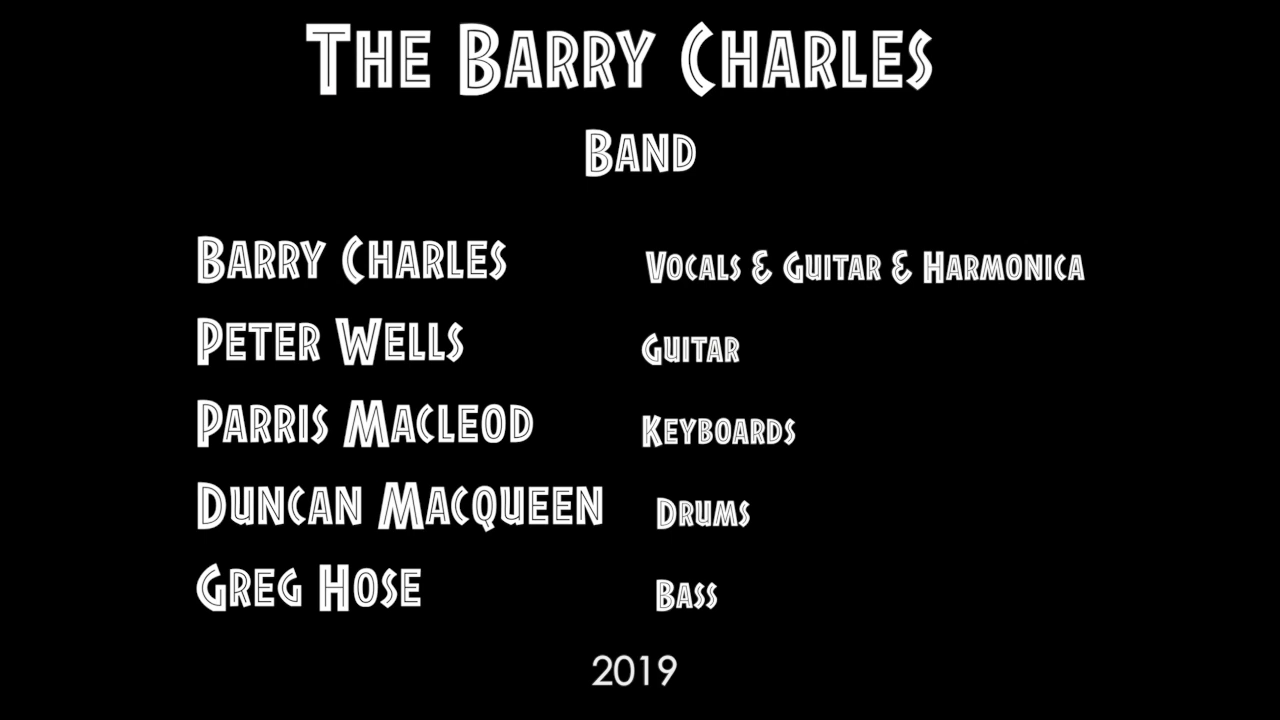 The Barry Charles
Band
Barry Charles Vocals & Guitar & Harmonica
Peter Wells Guitar
Parris Macleod Keyboards
Duncan Macqueen Drums
Greg Hose Bass
2019